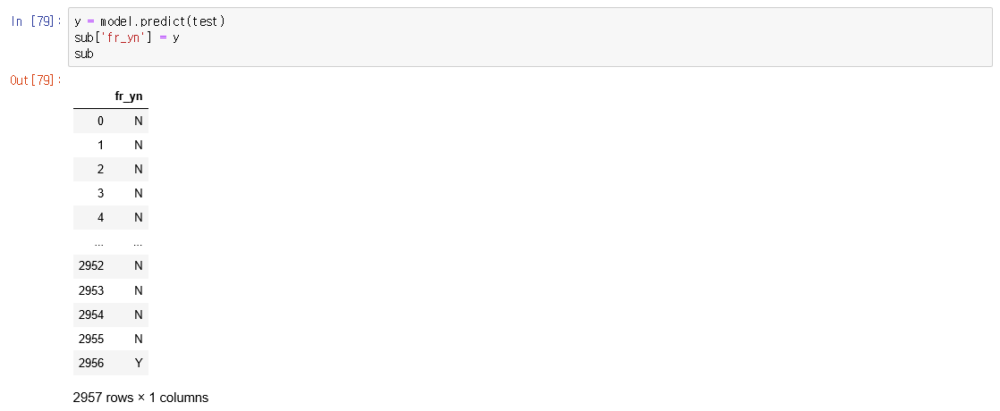 In [79]: y = model.predict(test)
sub['fr_yn'] = y
sub
Out[79]:
fr_yn
0 N
1 N
2 N
3 N
4 N
... ...
2952 N
2953 N
2954 N
2955 N
2956 Y
2957 rows × 1 columns